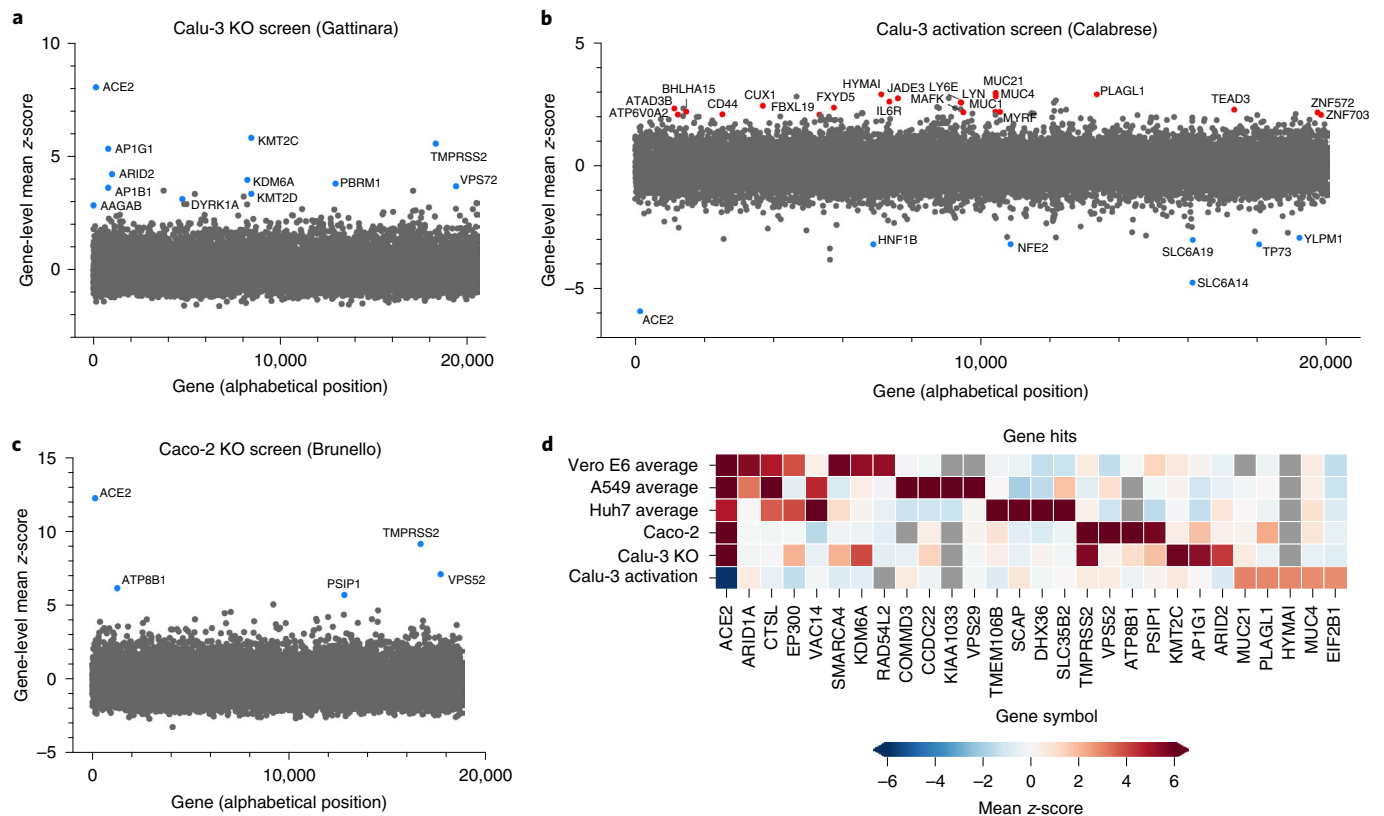 a
Calu-3 KO screen (Gattinara)
10
5
0
Gene-level mean z-score
ACE2
AP1G1
ARID2
AP1B1
AAGAB
KMT2C
KDM6A
KMT2D
DYRK1A
PBRM1
TMPRSS2
VPS72
0
10,000
20,000
Gene (alphabetical position)
b
Calu-3 activation screen (Calabrese)
5
0
–5
Gene-level mean z-score
BHLHA15
ATAD3B
ATP6V0A2
CD44
CUX1
FBXL19
FXYD5
HYMAI
JADE3
IL6R
LY6E
MAFK
LYN
MUC1
MUC21
MUC4
MYRF
PLAGL1
TEAD3
ZNF572
ZNF703
HNF1B
NFE2
SLC6A19
TP73
YLPM1
SLC6A14
ACE2
0
10,000
20,000
Gene (alphabetical position)
c
Caco-2 KO screen (Brunello)
15
10
5
0
–5
Gene-level mean z-score
ACE2
TMPRSS2
ATP8B1
PSIP1
VPS52
0
10,000
20,000
Gene (alphabetical position)
d
Gene hits
Vero E6 average
A549 average
Huh7 average
Caco-2
Calu-3 KO
Calu-3 activation
ACE2
ARID1A
CTSL
EP300
VAC14
SMARCA4
KDM6A
RAD54L2
COMMD3
CCDC22
KIAA1033
VPS29
TMEM106B
SCAP
DHX36
SLC35B2
TMPRSS2
VPS52
ATP8B1
PSIP1
KMT2C
AP1G1
ARID2
MUC21
PLAGL1
HYMAI
MUC4
EIF2B1
Gene symbol
–6 –4 –2 0 2 4 6
Mean z-score